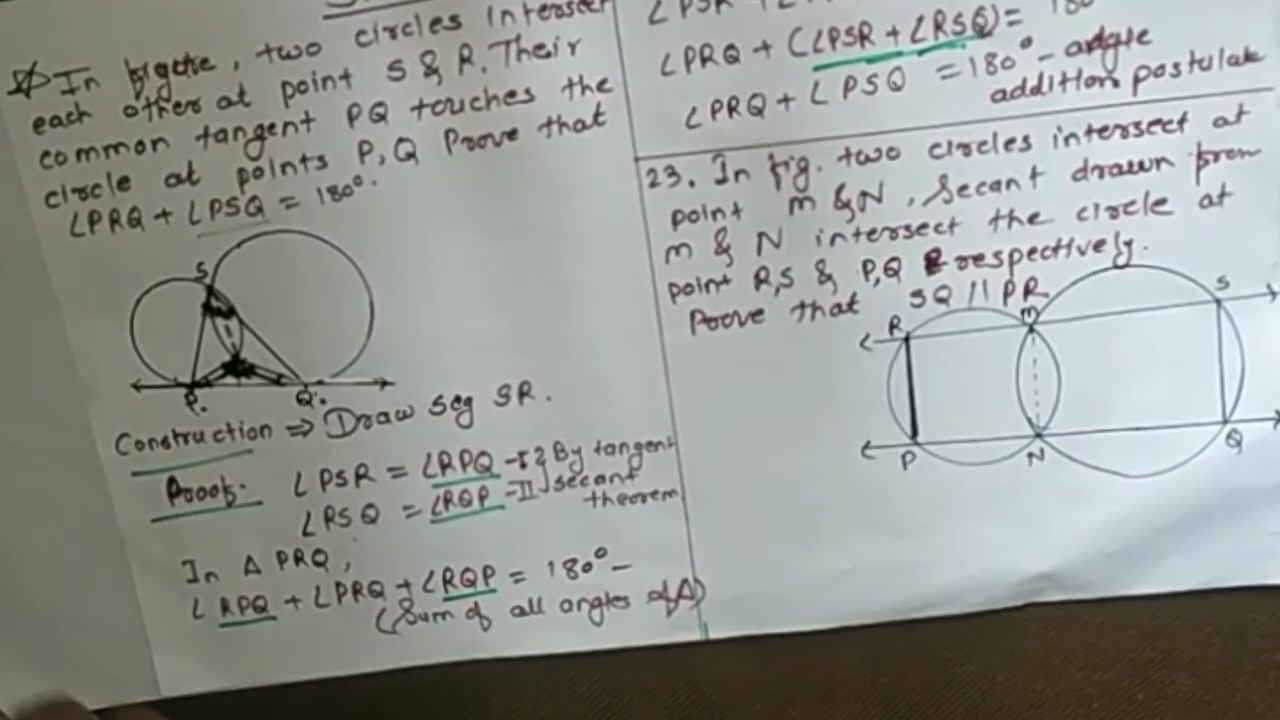 In figure, two circles Intersect
each other at point S & R. Their
common tangent PQ touches the
circle at points P, Q Prove that
∠PRQ + ∠PSQ = 180°.
S
P.
Q.
Construction ⇒ Draw seg SR.
Proof:- ∠PSR = ∠RPQ -I } By tangent
∠RSQ = ∠RQP -II } secant
theorem
In Δ PRQ,
∠RPQ + ∠PRQ + ∠RQP = 180° -
(Sum of all angles of Δ)
∠PRQ + (∠PSR + ∠RSQ) = 180
∠PRQ + ∠PSQ = 180° - angle
addition postulate
23. In fig. two circles intersect at
point M & N, Secant drawn from
M & N intersect the circle at
point R,S & P,Q respectively.
Prove that SQ || PR
R M S
P N Q